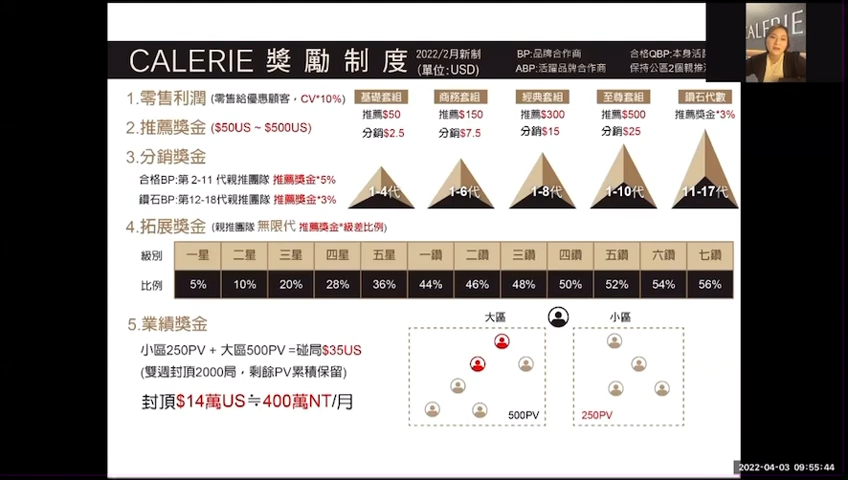 CALERIE 獎勵制度
2022/2月新制
(單位:USD)
BP:品牌合作商
ABP:活躍品牌合作商
合格QBP:本身活
保持公區2個親推
CALERIE
1.零售利潤 (零售給優惠顧客，CV*10%)
2.推薦獎金 ($50US ~ $500US)
3.分銷獎金
合格BP:第 2-11 代親推團隊 推薦獎金*5%
鑽石BP:第12-18代親推團隊 推薦獎金*3%
基礎套組 商務套組 經典套組 至尊套組 鑽石代數
推薦$50 推薦$150 推薦$300 推薦$500 推薦獎金*3%
分銷$2.5 分銷$7.5 分銷$15 分銷$25
1-4代 1-6代 1-8代 1-10代 11-17代
4.拓展獎金 (親推團隊 無限代 推薦獎金*級差比例)
級別 一星 二星 三星 四星 五星 一鑽 二鑽 三鑽 四鑽 五鑽 六鑽 七鑽
比例 5% 10% 20% 28% 36% 44% 46% 48% 50% 52% 54% 56%
5.業績獎金
小區250PV + 大區500PV =碰局$35US
(雙週封頂2000局，剩餘PV累積保留)
封頂$14萬US≒400萬NT/月
大區 小區
500PV 250PV
2022-04-03 09:55:44